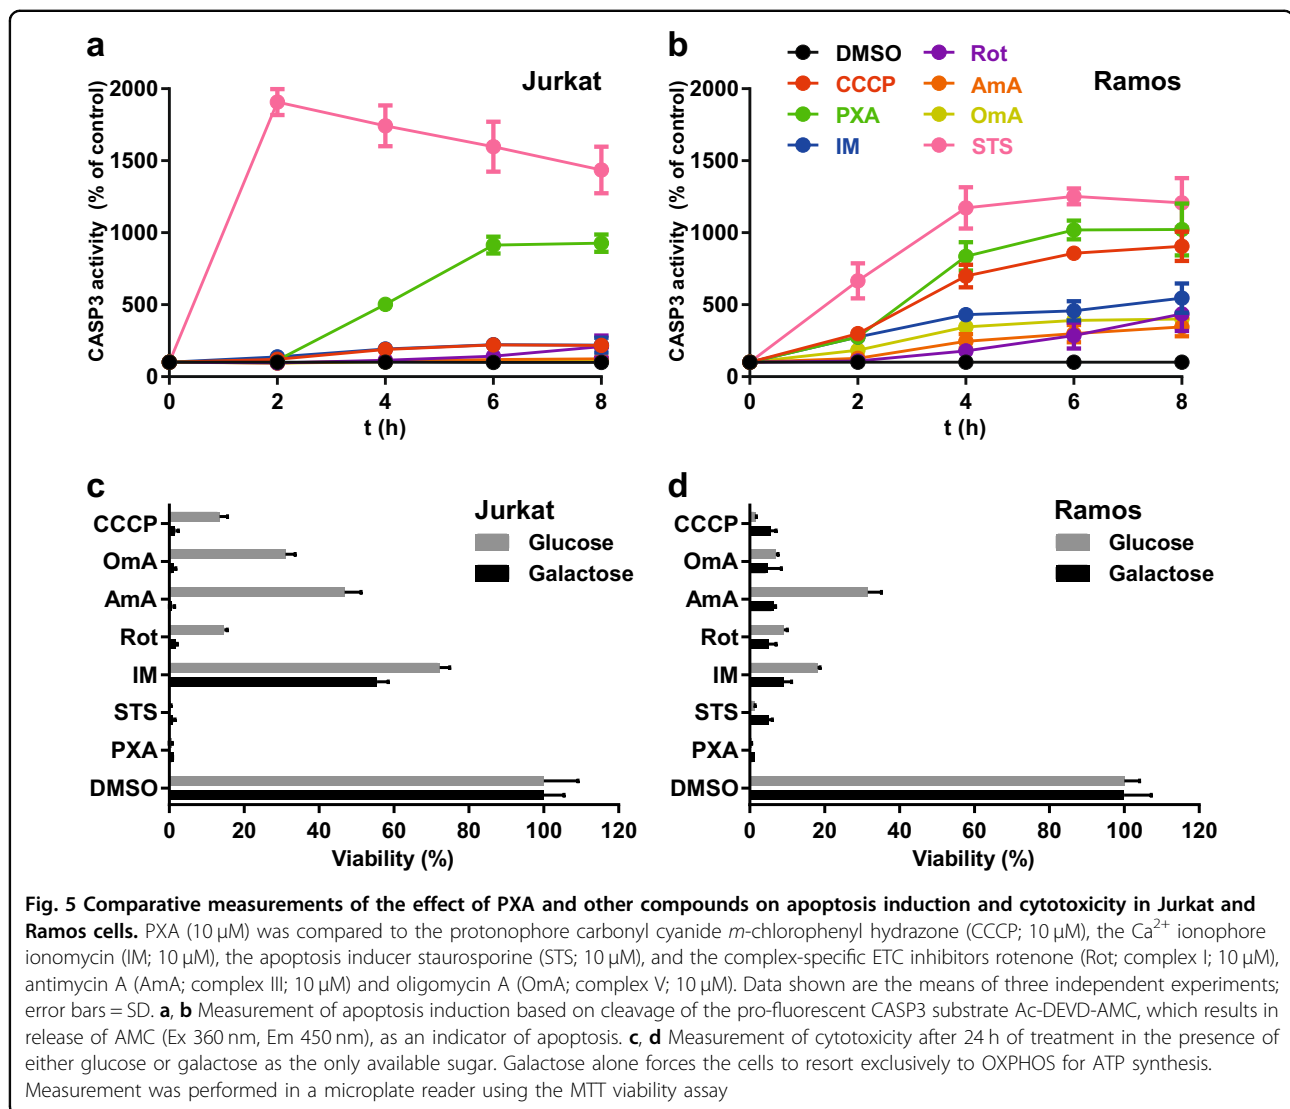 a
Jurkat
2000
1500
1000
500
0
CASP3 activity (% of control)
0 2 4 6 8
t (h)
b
DMSO
CCCP
PXA
IM
Rot
AmA
OmA
STS
Ramos
2000
1500
1000
500
0
CASP3 activity (% of control)
0 2 4 6 8
t (h)
c
Jurkat
Glucose
Galactose
CCCP
OmA
AmA
Rot
IM
STS
PXA
DMSO
0 20 40 60 80 100 120
Viability (%)
d
Ramos
Glucose
Galactose
CCCP
OmA
AmA
Rot
IM
STS
PXA
DMSO
0 20 40 60 80 100 120
Viability (%)
Fig. 5 Comparative measurements of the effect of PXA and other compounds on apoptosis induction and cytotoxicity in Jurkat and
Ramos cells. PXA (10 µM) was compared to the protonophore carbonyl cyanide m-chlorophenyl hydrazone (CCCP; 10 µM), the Ca²⁺ ionophore
ionomycin (IM; 10 µM), the apoptosis inducer staurosporine (STS; 10 µM), and the complex-specific ETC inhibitors rotenone (Rot; complex I; 10 µM),
antimycin A (AmA; complex III; 10 µM) and oligomycin A (OmA; complex V; 10 µM). Data shown are the means of three independent experiments;
error bars = SD. a, b Measurement of apoptosis induction based on cleavage of the pro-fluorescent CASP3 substrate Ac-DEVD-AMC, which results in
release of AMC (Ex 360 nm, Em 450 nm), as an indicator of apoptosis. c, d Measurement of cytotoxicity after 24 h of treatment in the presence of
either glucose or galactose as the only available sugar. Galactose alone forces the cells to resort exclusively to OXPHOS for ATP synthesis.
Measurement was performed in a microplate reader using the MTT viability assay